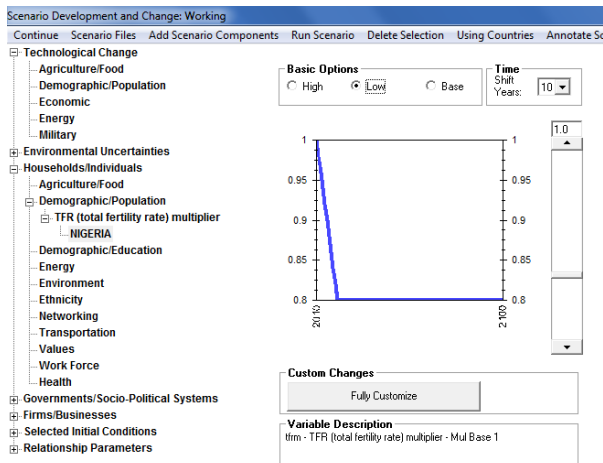 Scenario Development and Change: Working
Continue Scenario Files Add Scenario Components Run Scenario Delete Selection Using Countries Annotate Sc
Technological Change
Agriculture/Food
Demographic/Population
Economic
Energy
Military
Environmental Uncertainties
Households/Individuals
Agriculture/Food
Demographic/Population
TFR (total fertility rate) multiplier
NIGERIA
Demographic/Education
Energy
Environment
Ethnicity
Networking
Transportation
Values
Work Force
Health
Governments/Socio-Political Systems
Firms/Businesses
Selected Initial Conditions
Relationship Parameters
Basic Options
High Low Base
Time
Shift
Years: 10
1.0
1 1
0.95 0.95
0.9 0.9
0.85 0.85
0.8 0.8
2010 2100
Custom Changes
Fully Customize
Variable Description
tfrm - TFR (total fertility rate) multiplier - Mul Base 1